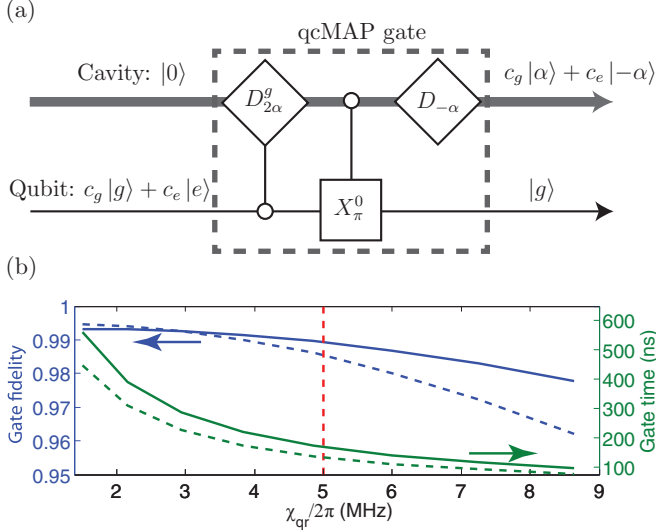 (a)
qcMAP gate
Cavity: |0⟩
c_g |α⟩ + c_e |−α⟩
D^g_{2α}
D_{−α}
Qubit: c_g |g⟩ + c_e |e⟩
|g⟩
X^0_π
(b)
1
0.99
0.98
0.97
0.96
0.95
Gate fidelity
600
500
400
300
200
100
Gate time (ns)
2 3 4 5 6 7 8 9
χ_qr/2π (MHz)